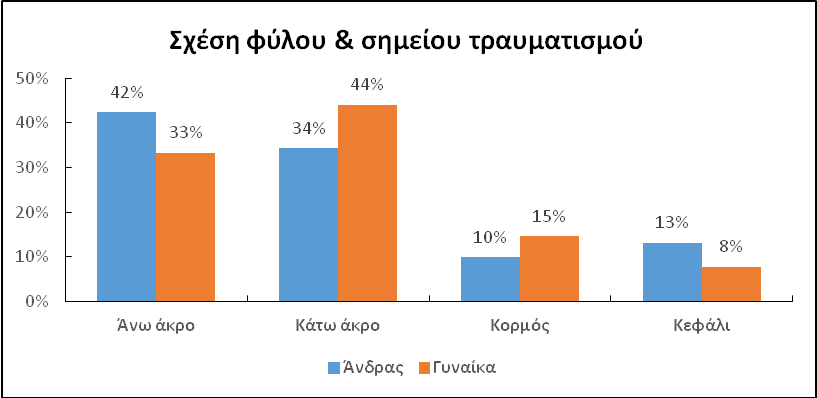 Σχέση φύλου & σημείου τραυματισμού
50%
40%
30%
20%
10%
0%
42%
33%
34%
44%
10%
15%
13%
8%
Άνω άκρο
Κάτω άκρο
Κορμός
Κεφάλι
Άνδρας
Γυναίκα